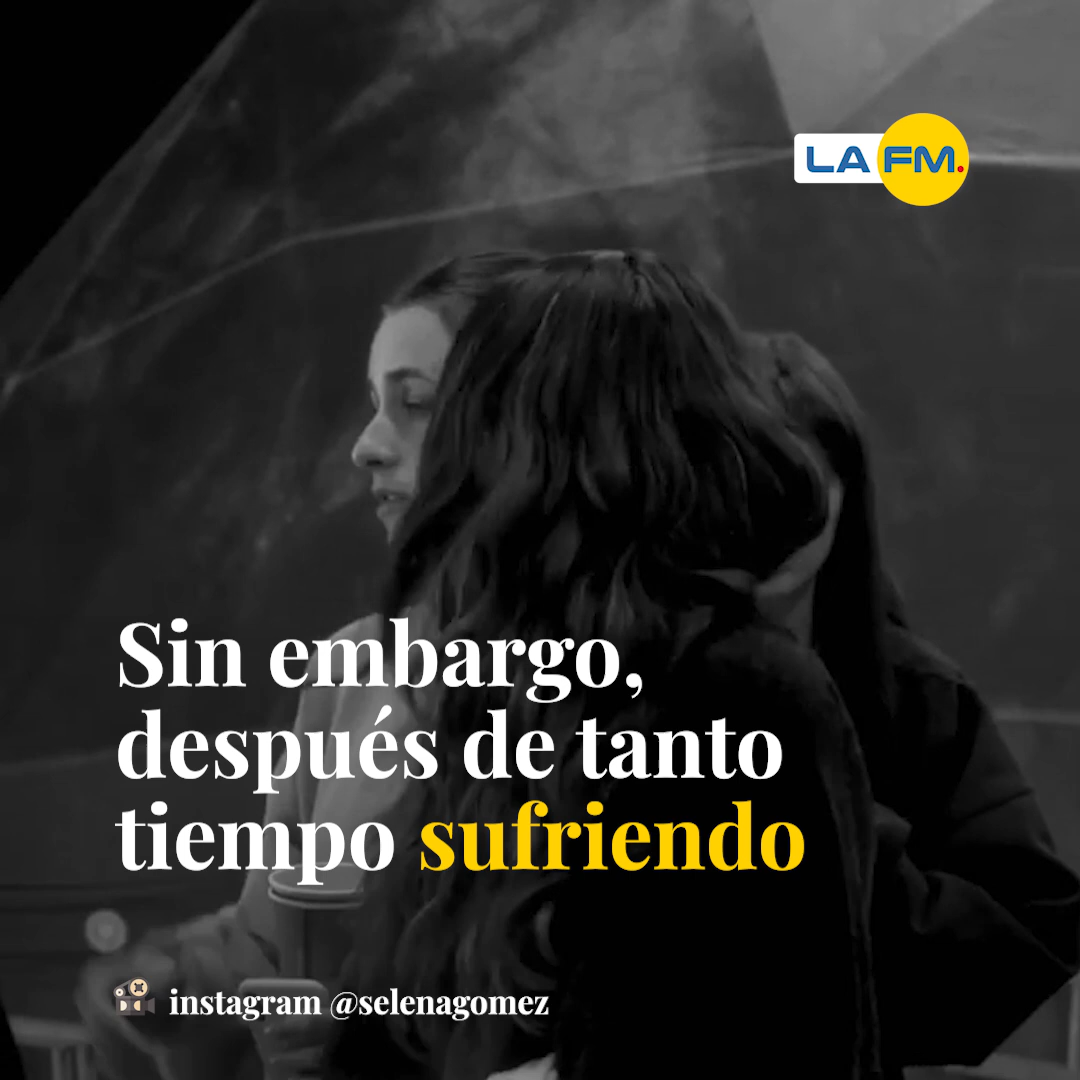 LA FM.
Sin embargo,
después de tanto
tiempo sufriendo
instagram @selenagomez